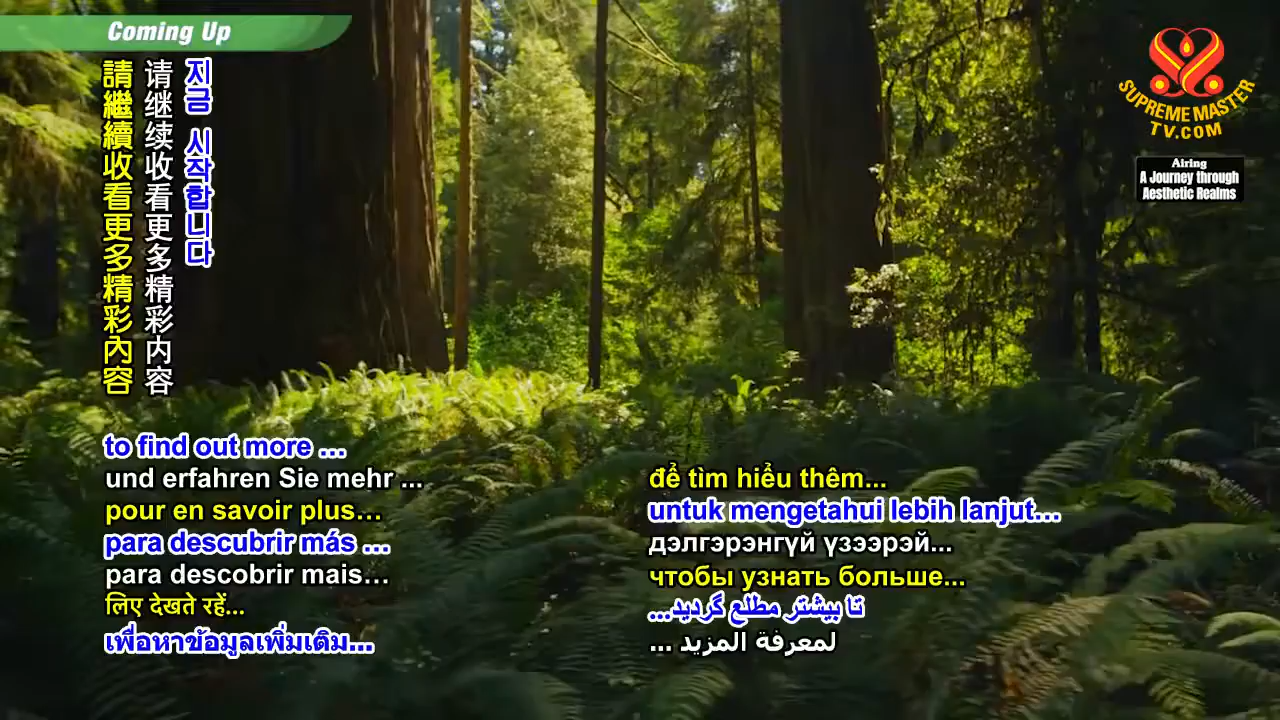 Coming Up
請繼續收看更多精彩內容
请继续收看更多精彩内容
지금 시작합니다
SUPREME MASTER
TV.COM
Airing
A Journey through
Aesthetic Realms
to find out more ...
und erfahren Sie mehr ...
pour en savoir plus...
para descubrir más ...
para descobrir mais...
लिए देखते रहें...
เพื่อหาข้อมูลเพิ่มเติม...
để tìm hiểu thêm...
untuk mengetahui lebih lanjut...
дэлгэрэнгүй үзээрэй...
чтобы узнать больше...
تا بیشتر مطلع گردید...
لمعرفة المزيد ...